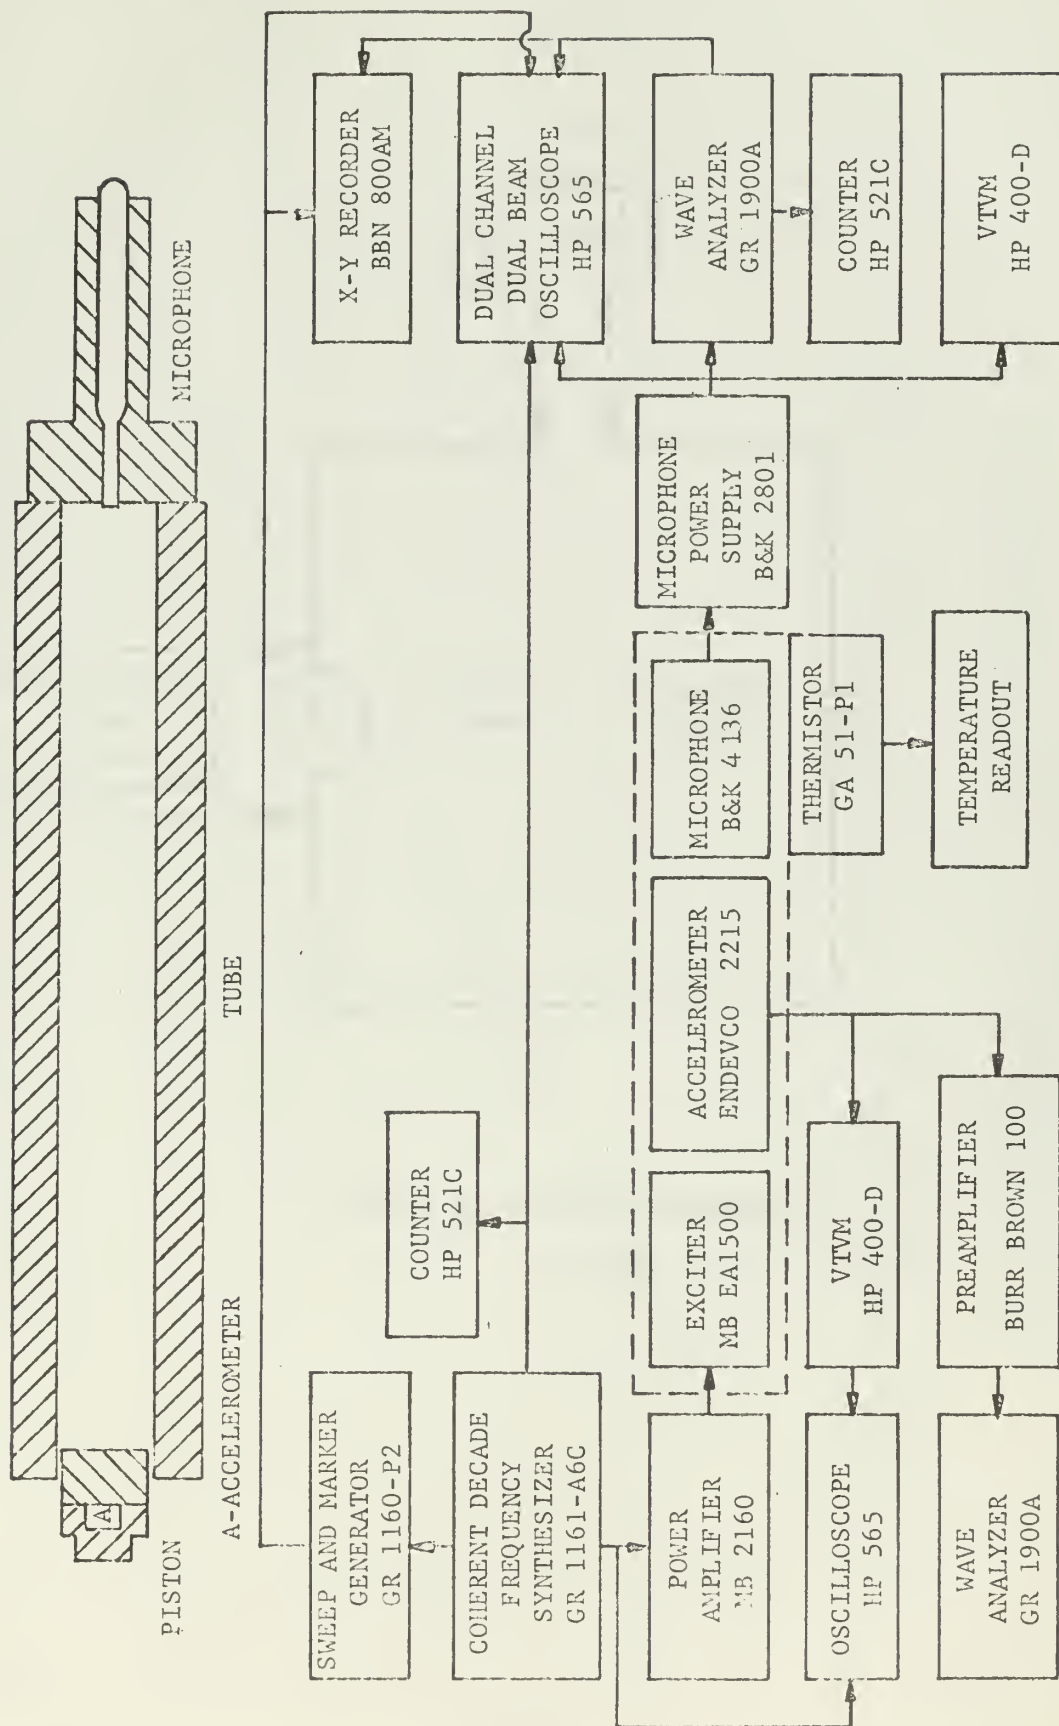 PISTON
A
A-ACCELEROMETER
TUBE
MICROPHONE
SWEEP AND MARKER
GENERATOR
GR 1160-P2
X-Y RECORDER
BBN 800AM
COUNTER
HP 521C
COHERENT DECADE
FREQUENCY
SYNTHESIZER
GR 1161-A6C
DUAL CHANNEL
DUAL BEAM
OSCILLOSCOPE
HP 565
POWER
AMPLIFIER
MB 2160
EXCITER
MB EA1500
ACCELEROMETER
ENDEVCO 2215
MICROPHONE
B&K 4136
MICROPHONE
POWER
SUPPLY
B&K 2801
WAVE
ANALYZER
GR 1900A
OSCILLOSCOPE
HP 565
VTVM
HP 400-D
THERMISTOR
GA 51-P1
COUNTER
HP 521C
WAVE
ANALYZER
GR 1900A
PREAMPLIFIER
BURR BROWN 100
TEMPERATURE
READOUT
VTVM
HP 400-D